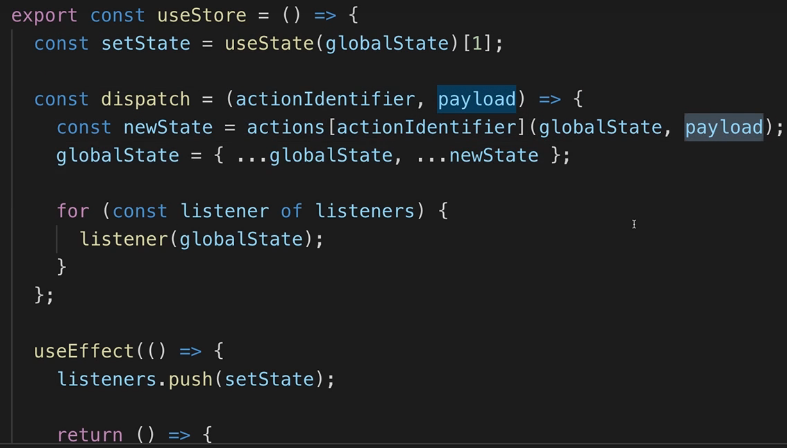 export const useStore = () => {
  const setState = useState(globalState)[1];

  const dispatch = (actionIdentifier, payload) => {
    const newState = actions[actionIdentifier](globalState, payload);
    globalState = { ...globalState, ...newState };

    for (const listener of listeners) {
      listener(globalState);
    }
  };

  useEffect(() => {
    listeners.push(setState);

    return () => {